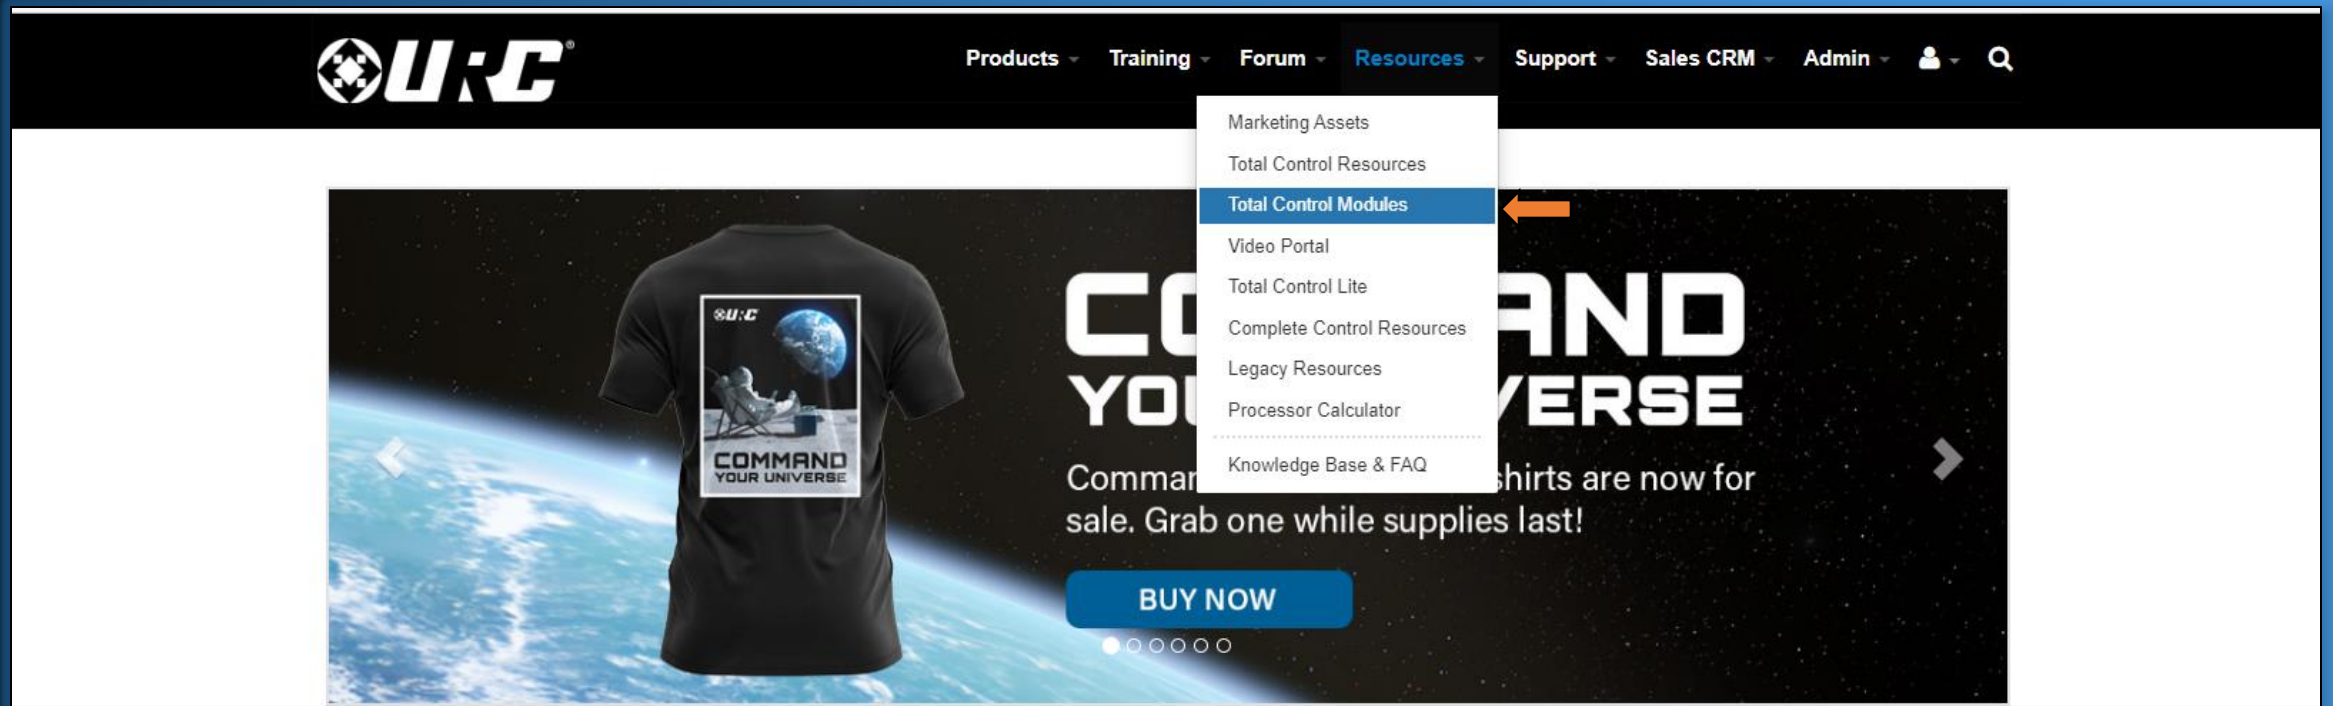 URC®
Products Training Forum Resources Support Sales CRM Admin
Marketing Assets
Total Control Resources
Total Control Modules
Video Portal
Total Control Lite
Complete Control Resources
Legacy Resources
Processor Calculator
Knowledge Base & FAQ
URC
COMMAND
YOUR UNIVERSE
CO AND
YO VERSE
Comman shirts are now for
sale. Grab one while supplies last!
BUY NOW